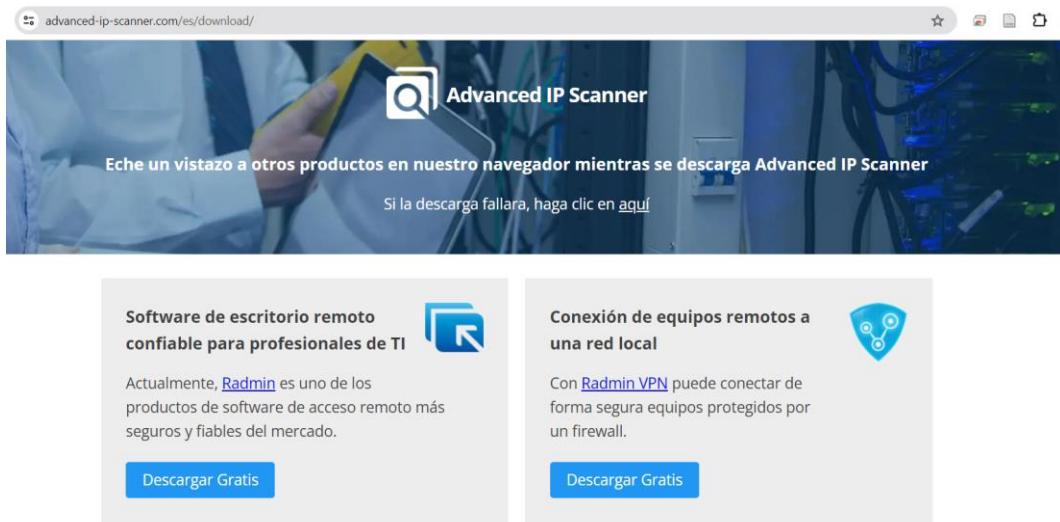 advanced-ip-scanner.com/es/download/
Advanced IP Scanner
Eche un vistazo a otros productos en nuestro navegador mientras se descarga Advanced IP Scanner
Si la descarga fallara, haga clic en aquí
Software de escritorio remoto
confiable para profesionales de TI
Actualmente, Radmin es uno de los
productos de software de acceso remoto más
seguros y fiables del mercado.
Descargar Gratis
Conexión de equipos remotos a
una red local
Con Radmin VPN puede conectar de
forma segura equipos protegidos por
un firewall.
Descargar Gratis